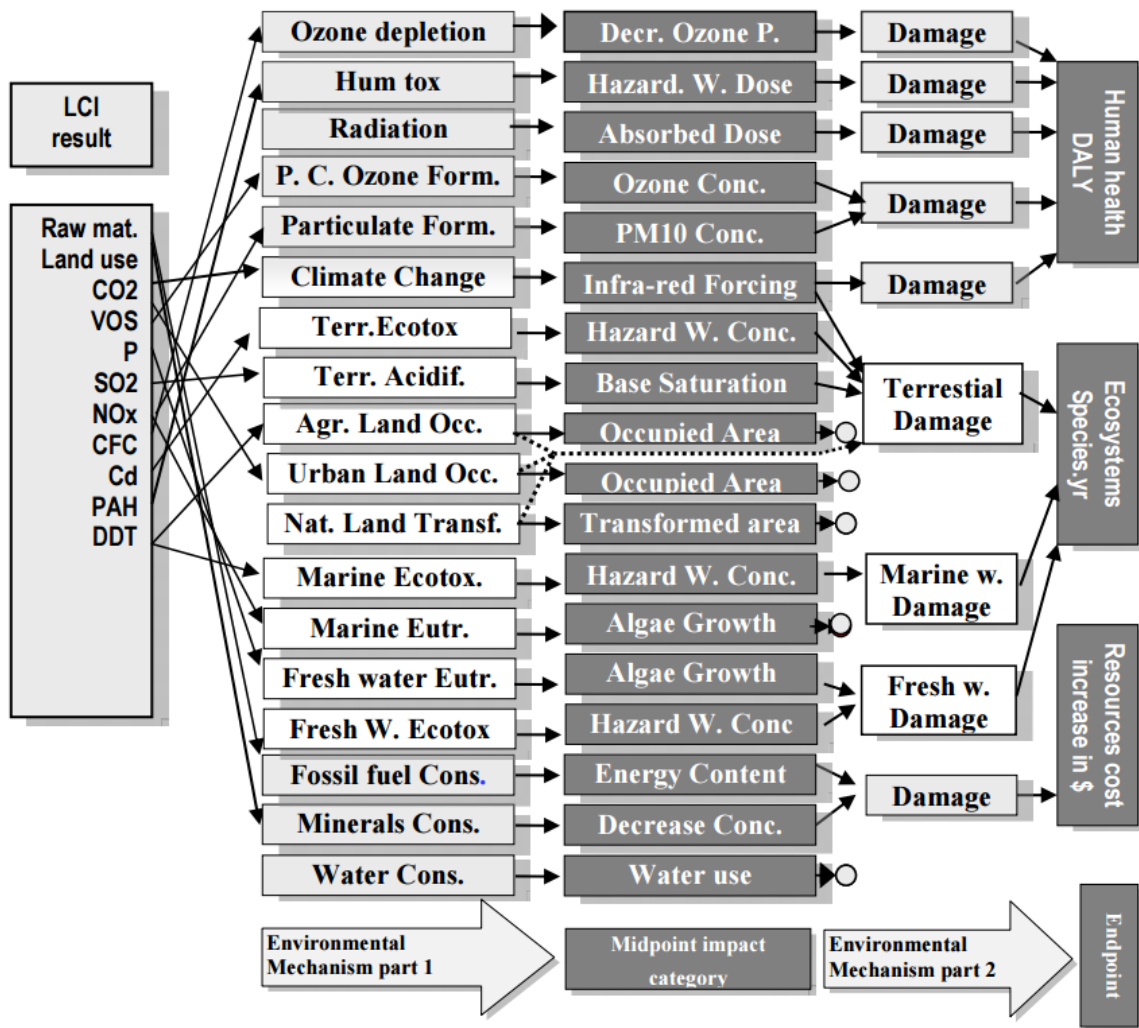 LCI
result
Raw mat.
Land use
CO2
VOS
P
SO2
NOx
CFC
Cd
PAH
DDT
Ozone depletion
Hum tox
Radiation
P. C. Ozone Form.
Particulate Form.
Climate Change
Terr.Ecotox
Terr. Acidif.
Agr. Land Occ.
Urban Land Occ.
Nat. Land Transf.
Marine Ecotox.
Marine Eutr.
Fresh water Eutr.
Fresh W. Ecotox
Fossil fuel Cons.
Minerals Cons.
Water Cons.
Decr. Ozone P.
Hazard. W. Dose
Absorbed Dose
Ozone Conc.
PM10 Conc.
Infra-red Forcing
Hazard W. Conc.
Base Saturation
Occupied Area
Occupied Area
Transformed area
Hazard W. Conc.
Algae Growth
Algae Growth
Hazard W. Conc
Energy Content
Decrease Conc.
Water use
Damage
Damage
Damage
Damage
Damage
Terrestial
Damage
Marine w.
Damage
Fresh w.
Damage
Damage
Human health
DALY
Ecosystems
Species.yr
Resources cost
increase in $
Environmental
Mechanism part 1
Midpoint impact
category
Environmental
Mechanism part 2
Endpoint